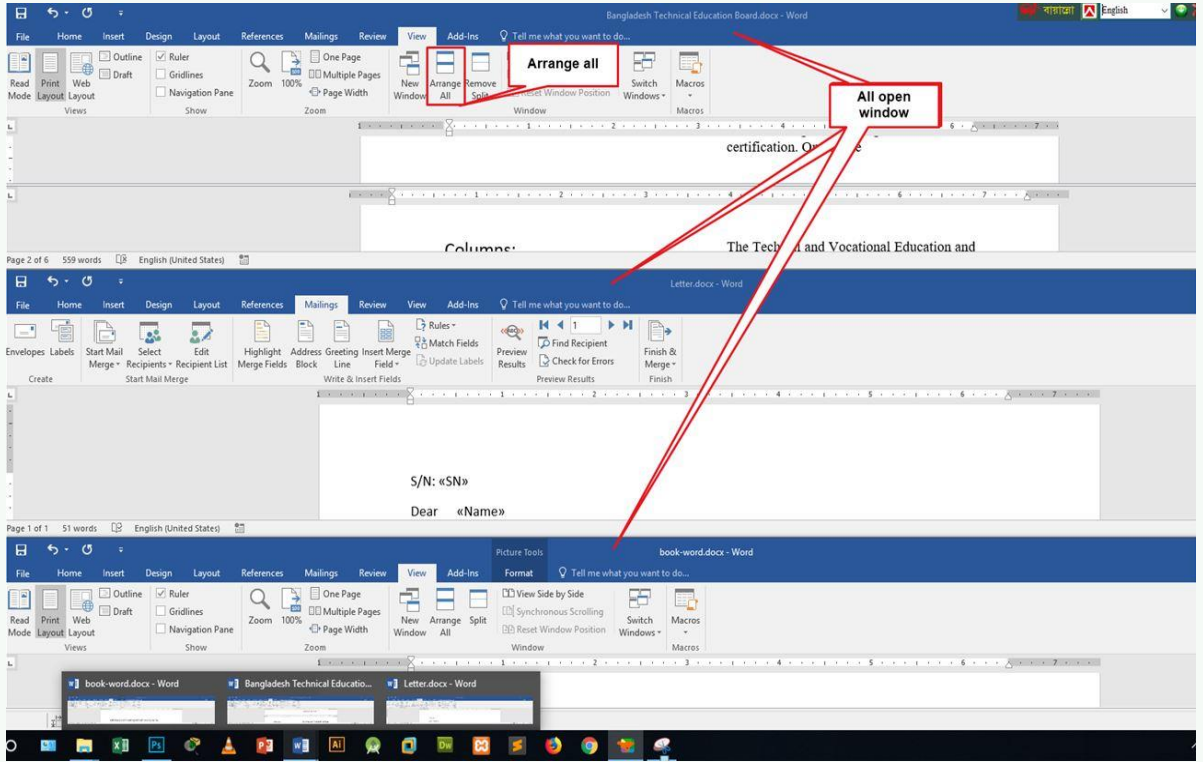 Bangladesh Technical Education Board.docx - Word
বায়ান্নো English
File Home Insert Design Layout References Mailings Review View Add-Ins Tell me what you want to do...
Read Mode
Print Layout
Web Layout
Outline
Draft
Views
Ruler
Gridlines
Navigation Pane
Show
Zoom
100%
One Page
Multiple Pages
Page Width
Zoom
New Window
Arrange All
Remove Split
Arrange all
Reset Window Position
Window
Switch Windows
Macros
Macros
All open
window
certification.
Columns:
The and Vocational Education and
Page 2 of 6 559 words English (United States)
Letter.docx - Word
File Home Insert Design Layout References Mailings Review View Add-Ins Tell me what you want to do...
Envelopes
Labels
Create
Start Mail Merge
Select Recipients
Edit Recipient List
Start Mail Merge
Highlight Merge Fields
Address Block
Greeting Line
Insert Merge Field
Rules
Match Fields
Update Labels
Write & Insert Fields
Preview Results
1
Find Recipient
Check for Errors
Preview Results
Finish & Merge
Finish
S/N: «SN»
Dear «Name»
Page 1 of 1 51 words English (United States)
Picture Tools
book-word.docx - Word
File Home Insert Design Layout References Mailings Review View Add-Ins Format Tell me what you want to do...
Read Mode
Print Layout
Web Layout
Outline
Draft
Views
Ruler
Gridlines
Navigation Pane
Show
Zoom
100%
One Page
Multiple Pages
Page Width
Zoom
New Window
Arrange All
Split
View Side by Side
Synchronous Scrolling
Reset Window Position
Window
Switch Windows
Macros
Macros
book-word.docx - Word
Bangladesh Technical Educatio...
Letter.docx - Word